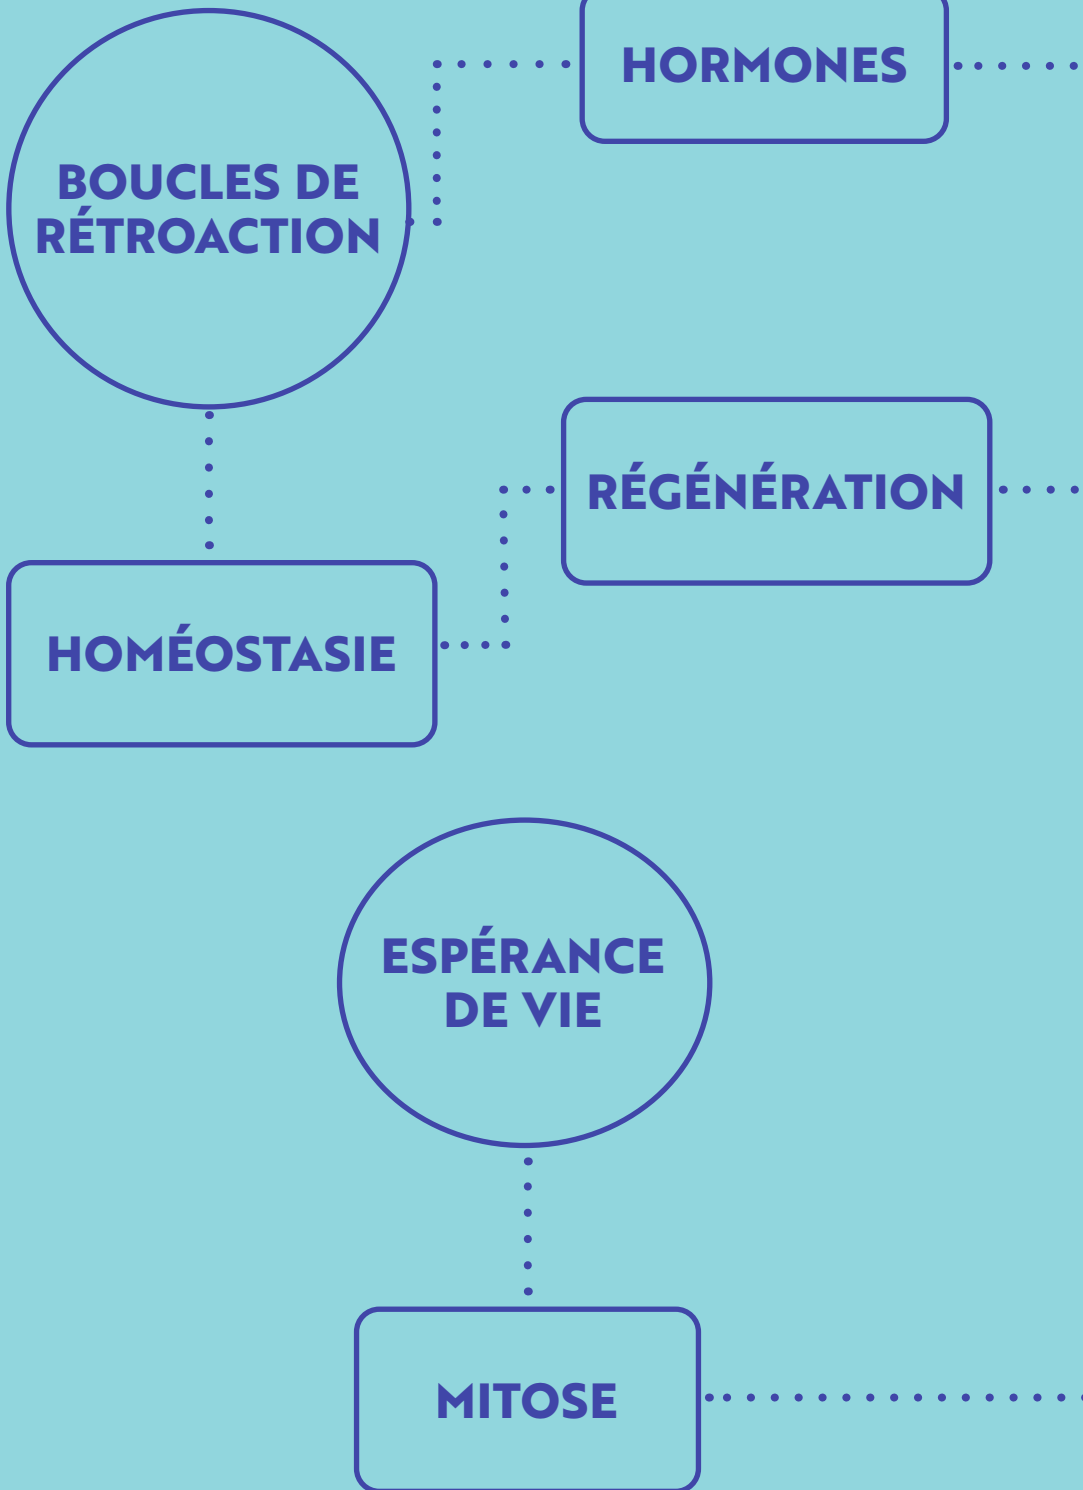 HORMONES
BOUCLES DE
RÉTROACTION
RÉGÉNÉRATION
HOMÉOSTASIE
ESPÉRANCE
DE VIE
MITOSE